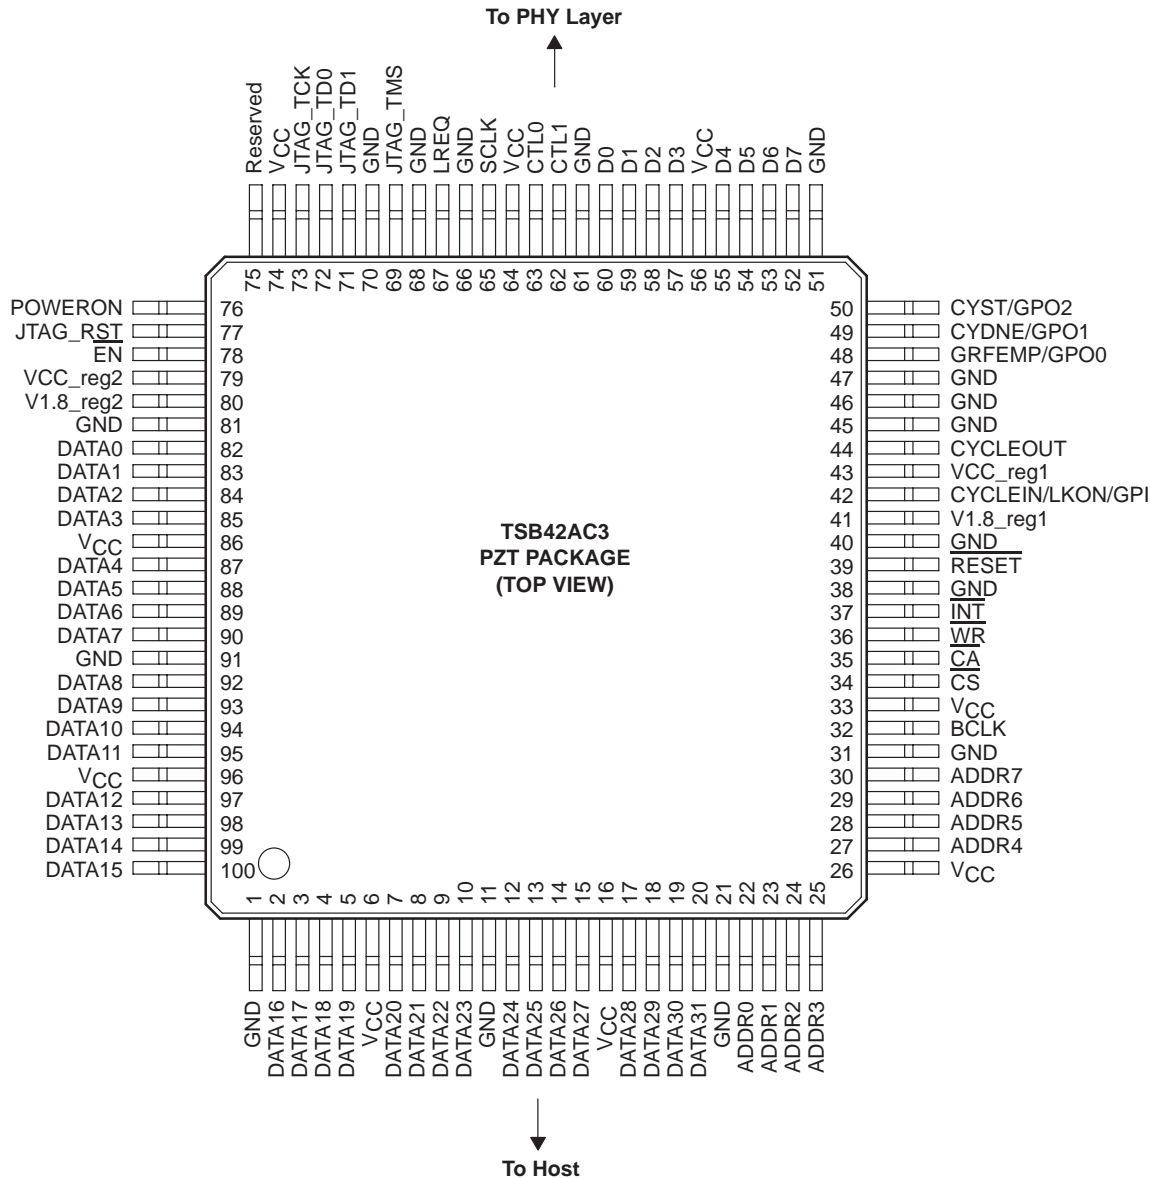 To PHY Layer
Reserved
VCC
JTAG_TCK
JTAG_TD0
JTAG_TD1
GND
JTAG_TMS
GND
LREQ
GND
SCLK
VCC
CTL0
CTL1
GND
D0
D1
D2
D3
VCC
D4
D5
D6
D7
GND
75 74 73 72 71 70 69 68 67 66 65 64 63 62 61 60 59 58 57 56 55 54 53 52 51
POWERON 76
JTAG_RST 77
EN 78
VCC_reg2 79
V1.8_reg2 80
GND 81
DATA0 82
DATA1 83
DATA2 84
DATA3 85
VCC 86
DATA4 87
DATA5 88
DATA6 89
DATA7 90
GND 91
DATA8 92
DATA9 93
DATA10 94
DATA11 95
VCC 96
DATA12 97
DATA13 98
DATA14 99
DATA15 100
TSB42AC3
PZT PACKAGE
(TOP VIEW)
50 CYST/GPO2
49 CYDNE/GPO1
48 GRFEMP/GPO0
47 GND
46 GND
45 GND
44 CYCLEOUT
43 VCC_reg1
42 CYCLEIN/LKON/GPI
41 V1.8_reg1
40 GND
39 RESET
38 GND
37 INT
36 WR
35 CA
34 CS
33 VCC
32 BCLK
31 GND
30 ADDR7
29 ADDR6
28 ADDR5
27 ADDR4
26 VCC
1 2 3 4 5 6 7 8 9 10 11 12 13 14 15 16 17 18 19 20 21 22 23 24 25
GND
DATA16
DATA17
DATA18
DATA19
VCC
DATA20
DATA21
DATA22
DATA23
GND
DATA24
DATA25
DATA26
DATA27
VCC
DATA28
DATA29
DATA30
DATA31
GND
ADDR0
ADDR1
ADDR2
ADDR3
To Host